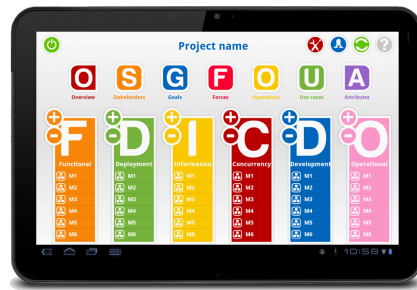 Project name
?
O S G F O U A
Overview Stakeholders Goals Forces Operations Use cases Attributes
F D I C D O
Functional Deployment Information Concurrency Development Operational
M1 M1 M1 M1 M1 M1
M2 M2 M2 M2 M2 M2
M3 M3 M3 M3 M3 M3
M4 M4 M4 M4 M4 M4
M5 M5 M5 M5 M5 M5
M6 M6 M6 M6 M6 M6
10:59